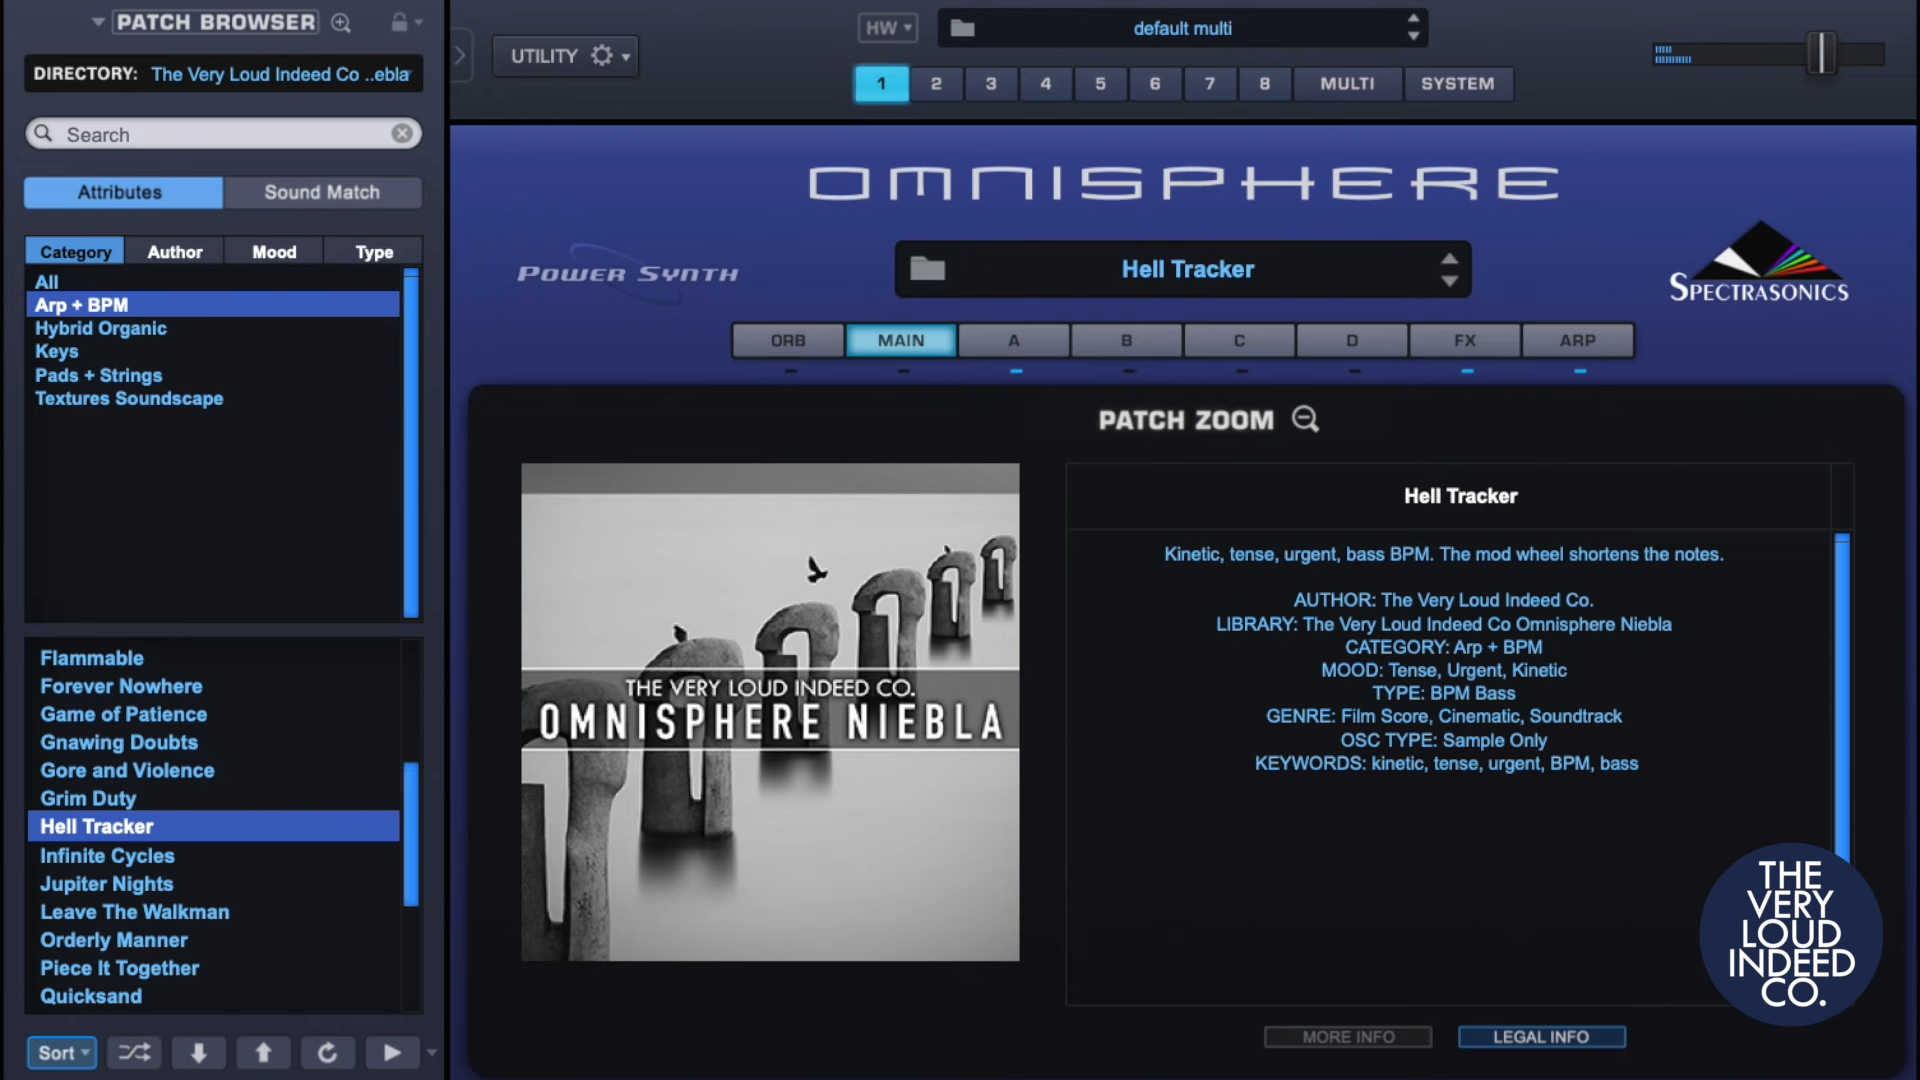 PATCH BROWSER
DIRECTORY: The Very Loud Indeed Co ..ebla
Search
Attributes
Sound Match
Category
Author
Mood
Type
All
Arp + BPM
Hybrid Organic
Keys
Pads + Strings
Textures Soundscape
Flammable
Forever Nowhere
Game of Patience
Gnawing Doubts
Gore and Violence
Grim Duty
Hell Tracker
Infinite Cycles
Jupiter Nights
Leave The Walkman
Orderly Manner
Piece It Together
Quicksand
Sort
UTILITY
HW
default multi
1
2
3
4
5
6
7
8
MULTI
SYSTEM
OMNISPHERE
POWER SYNTH
Hell Tracker
SPECTRASONICS
ORB
MAIN
A
B
C
D
FX
ARP
PATCH ZOOM
THE VERY LOUD INDEED CO.
OMNISPHERE NIEBLA
Hell Tracker
Kinetic, tense, urgent, bass BPM. The mod wheel shortens the notes.
AUTHOR: The Very Loud Indeed Co.
LIBRARY: The Very Loud Indeed Co Omnisphere Niebla
CATEGORY: Arp + BPM
MOOD: Tense, Urgent, Kinetic
TYPE: BPM Bass
GENRE: Film Score, Cinematic, Soundtrack
OSC TYPE: Sample Only
KEYWORDS: kinetic, tense, urgent, BPM, bass
MORE INFO
LEGAL INFO
THE
VERY
LOUD
INDEED
CO.